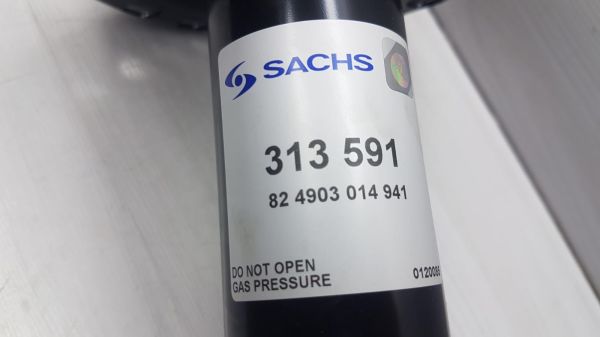 SACHS
313 591
82 4903 014 941
DO NOT OPEN
GAS PRESSURE